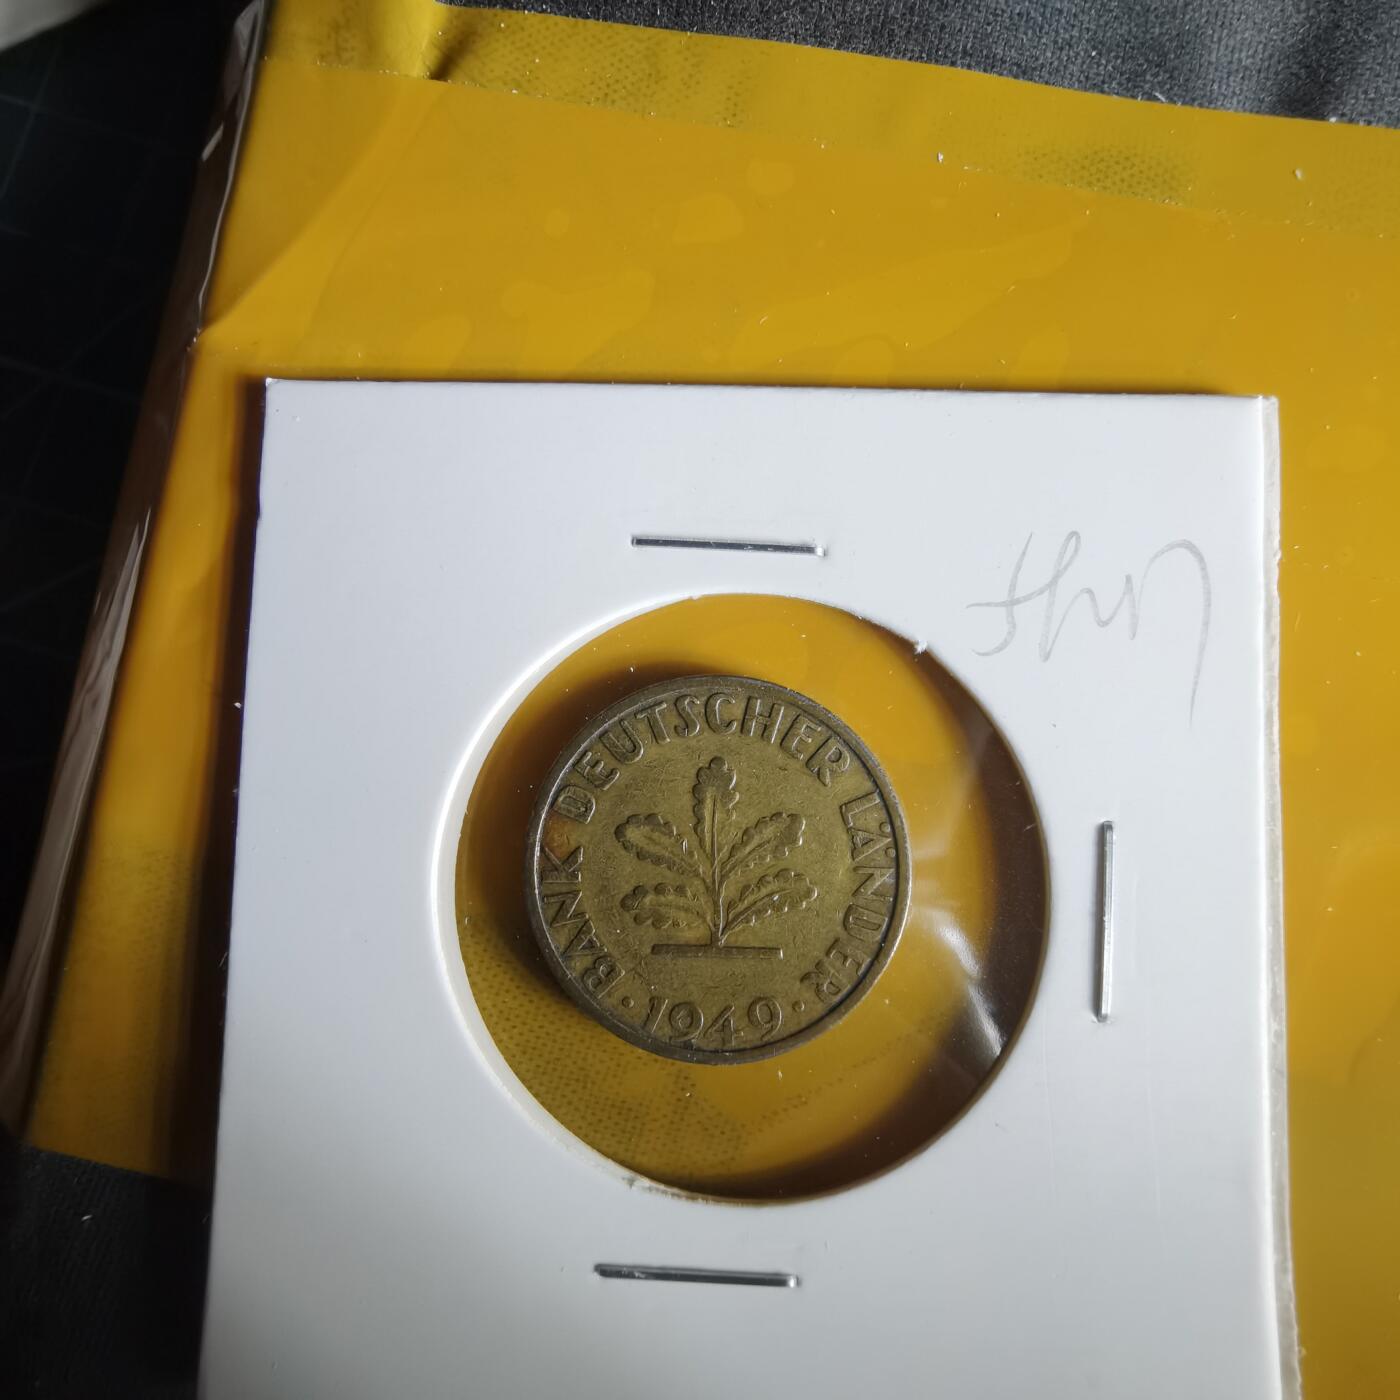 BANK DEUTSCHER LÄNDER
· 1949 ·